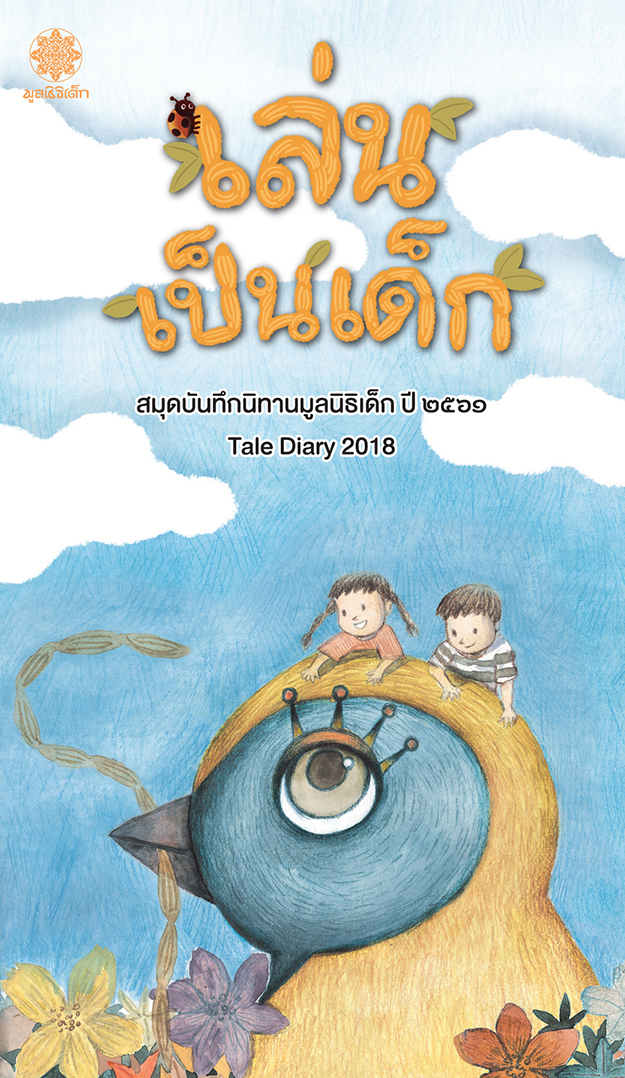 มูลนิธิเด็ก
เล่น
เป็นเด็ก
สมุดบันทึกนิทานมูลนิธิเด็ก ปี ๒๕๖๑
Tale Diary 2018